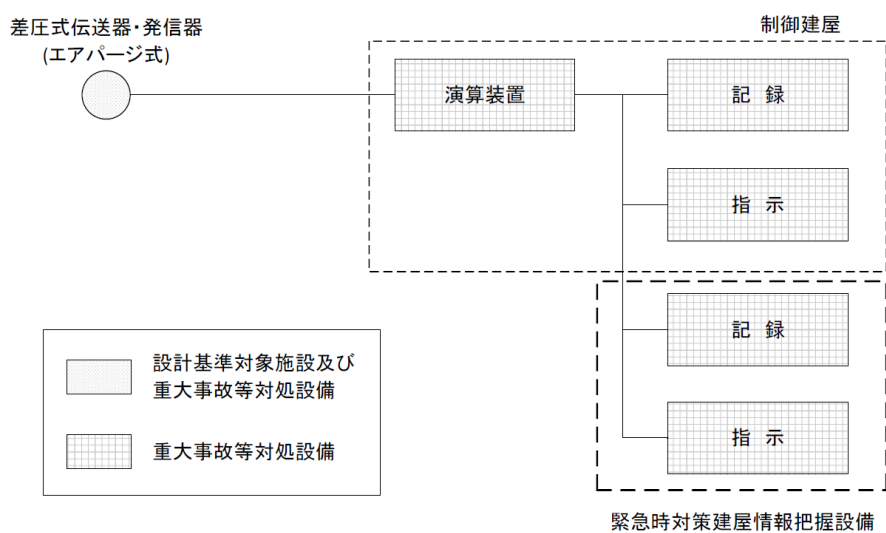 差圧式伝送器・発信器
(エアパージ式)
制御建屋
演算装置
記 録
指 示
記 録
指 示
設計基準対象施設及び
重大事故等対処設備
重大事故等対処設備
緊急時対策建屋情報把握設備